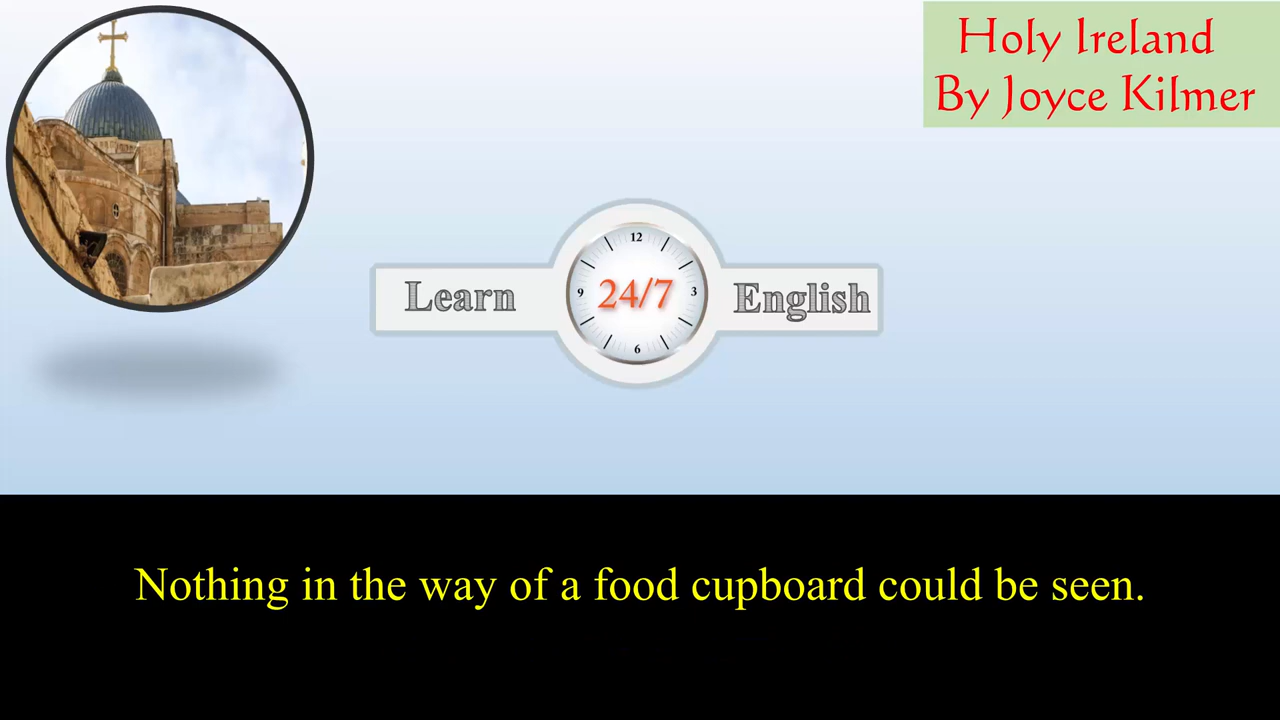 Holy Ireland
By Joyce Kilmer
12
Learn
9
24/7
3
English
6
Nothing in the way of a food cupboard could be seen.